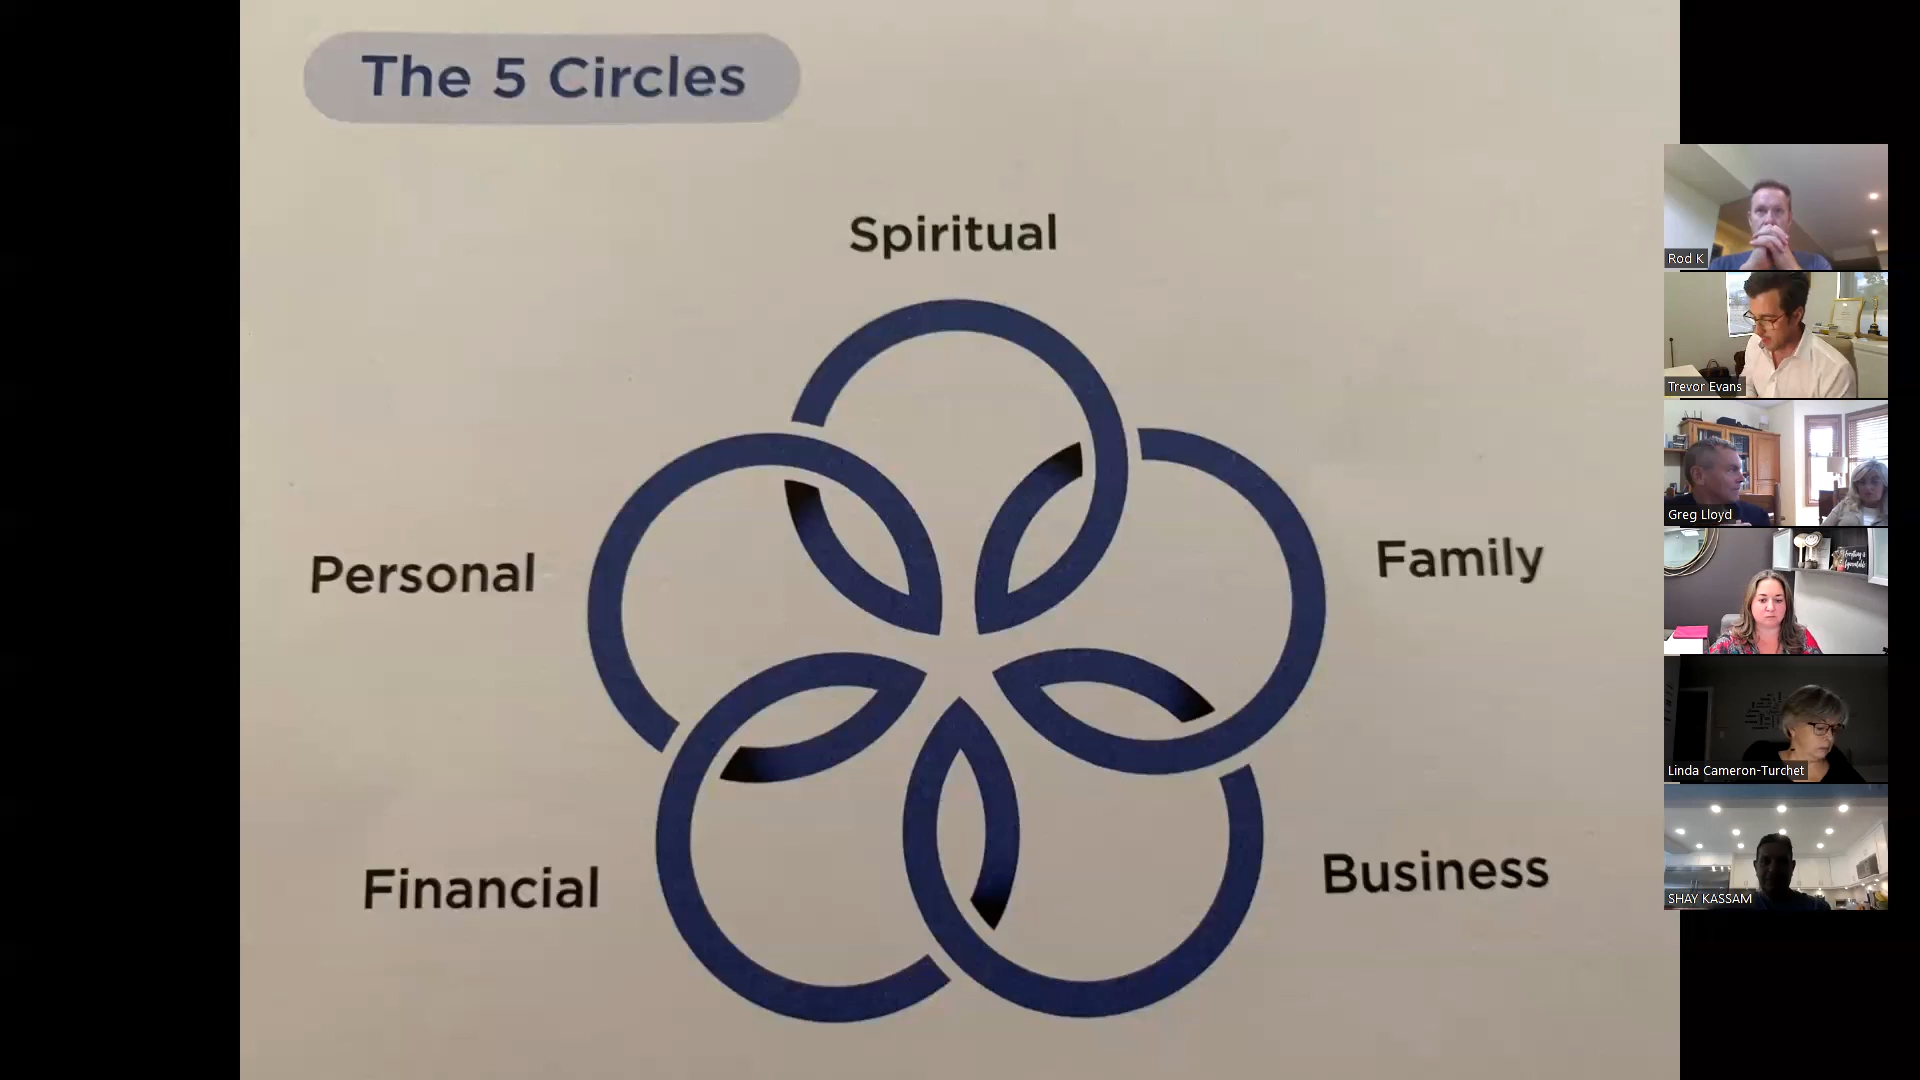 The 5 Circles
Spiritual
Personal
Family
Financial
Business
Rod K
Trevor Evans
Greg Lloyd
Linda Cameron-Turchet
SHAY KASSAM